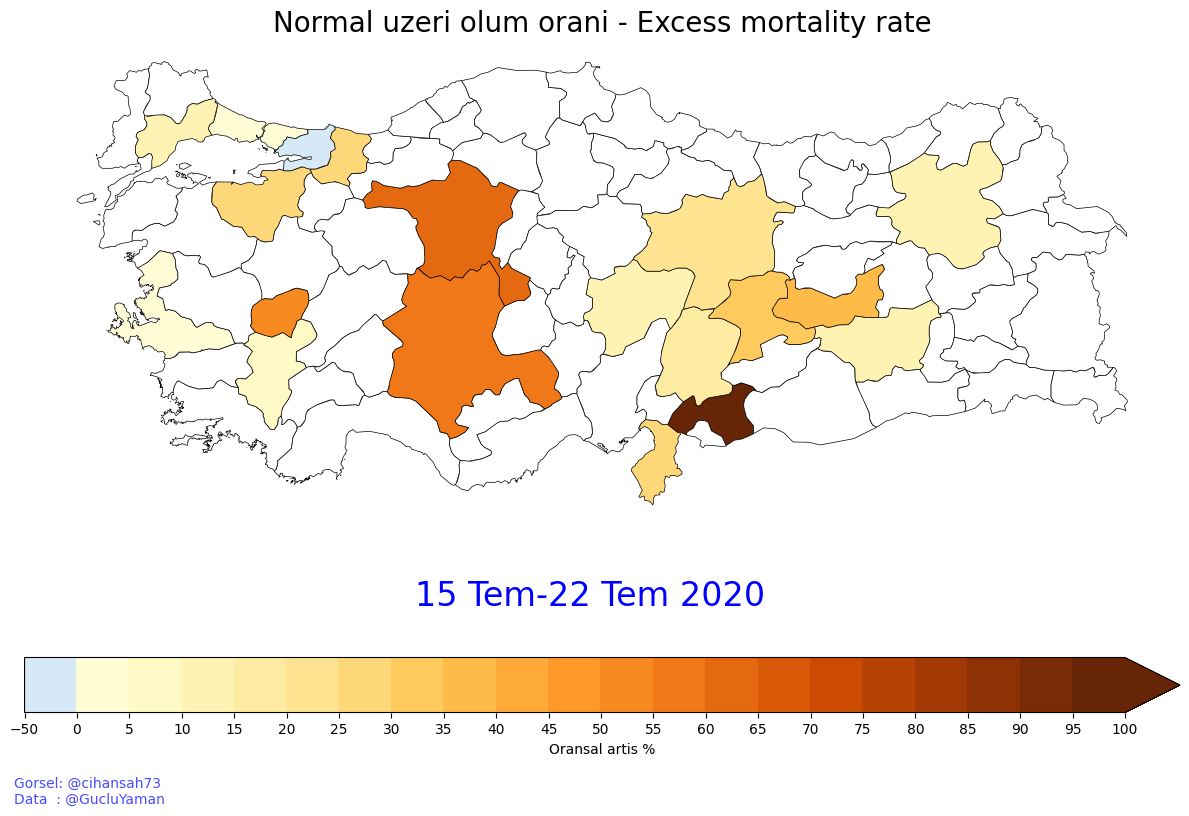 Normal uzeri olum orani - Excess mortality rate
15 Tem-22 Tem 2020
−50 0 5 10 15 20 25 30 35 40 45 50 55 60 65 70 75 80 85 90 95 100
Oransal artis %
Gorsel: @cihansah73
Data  : @GucluYaman